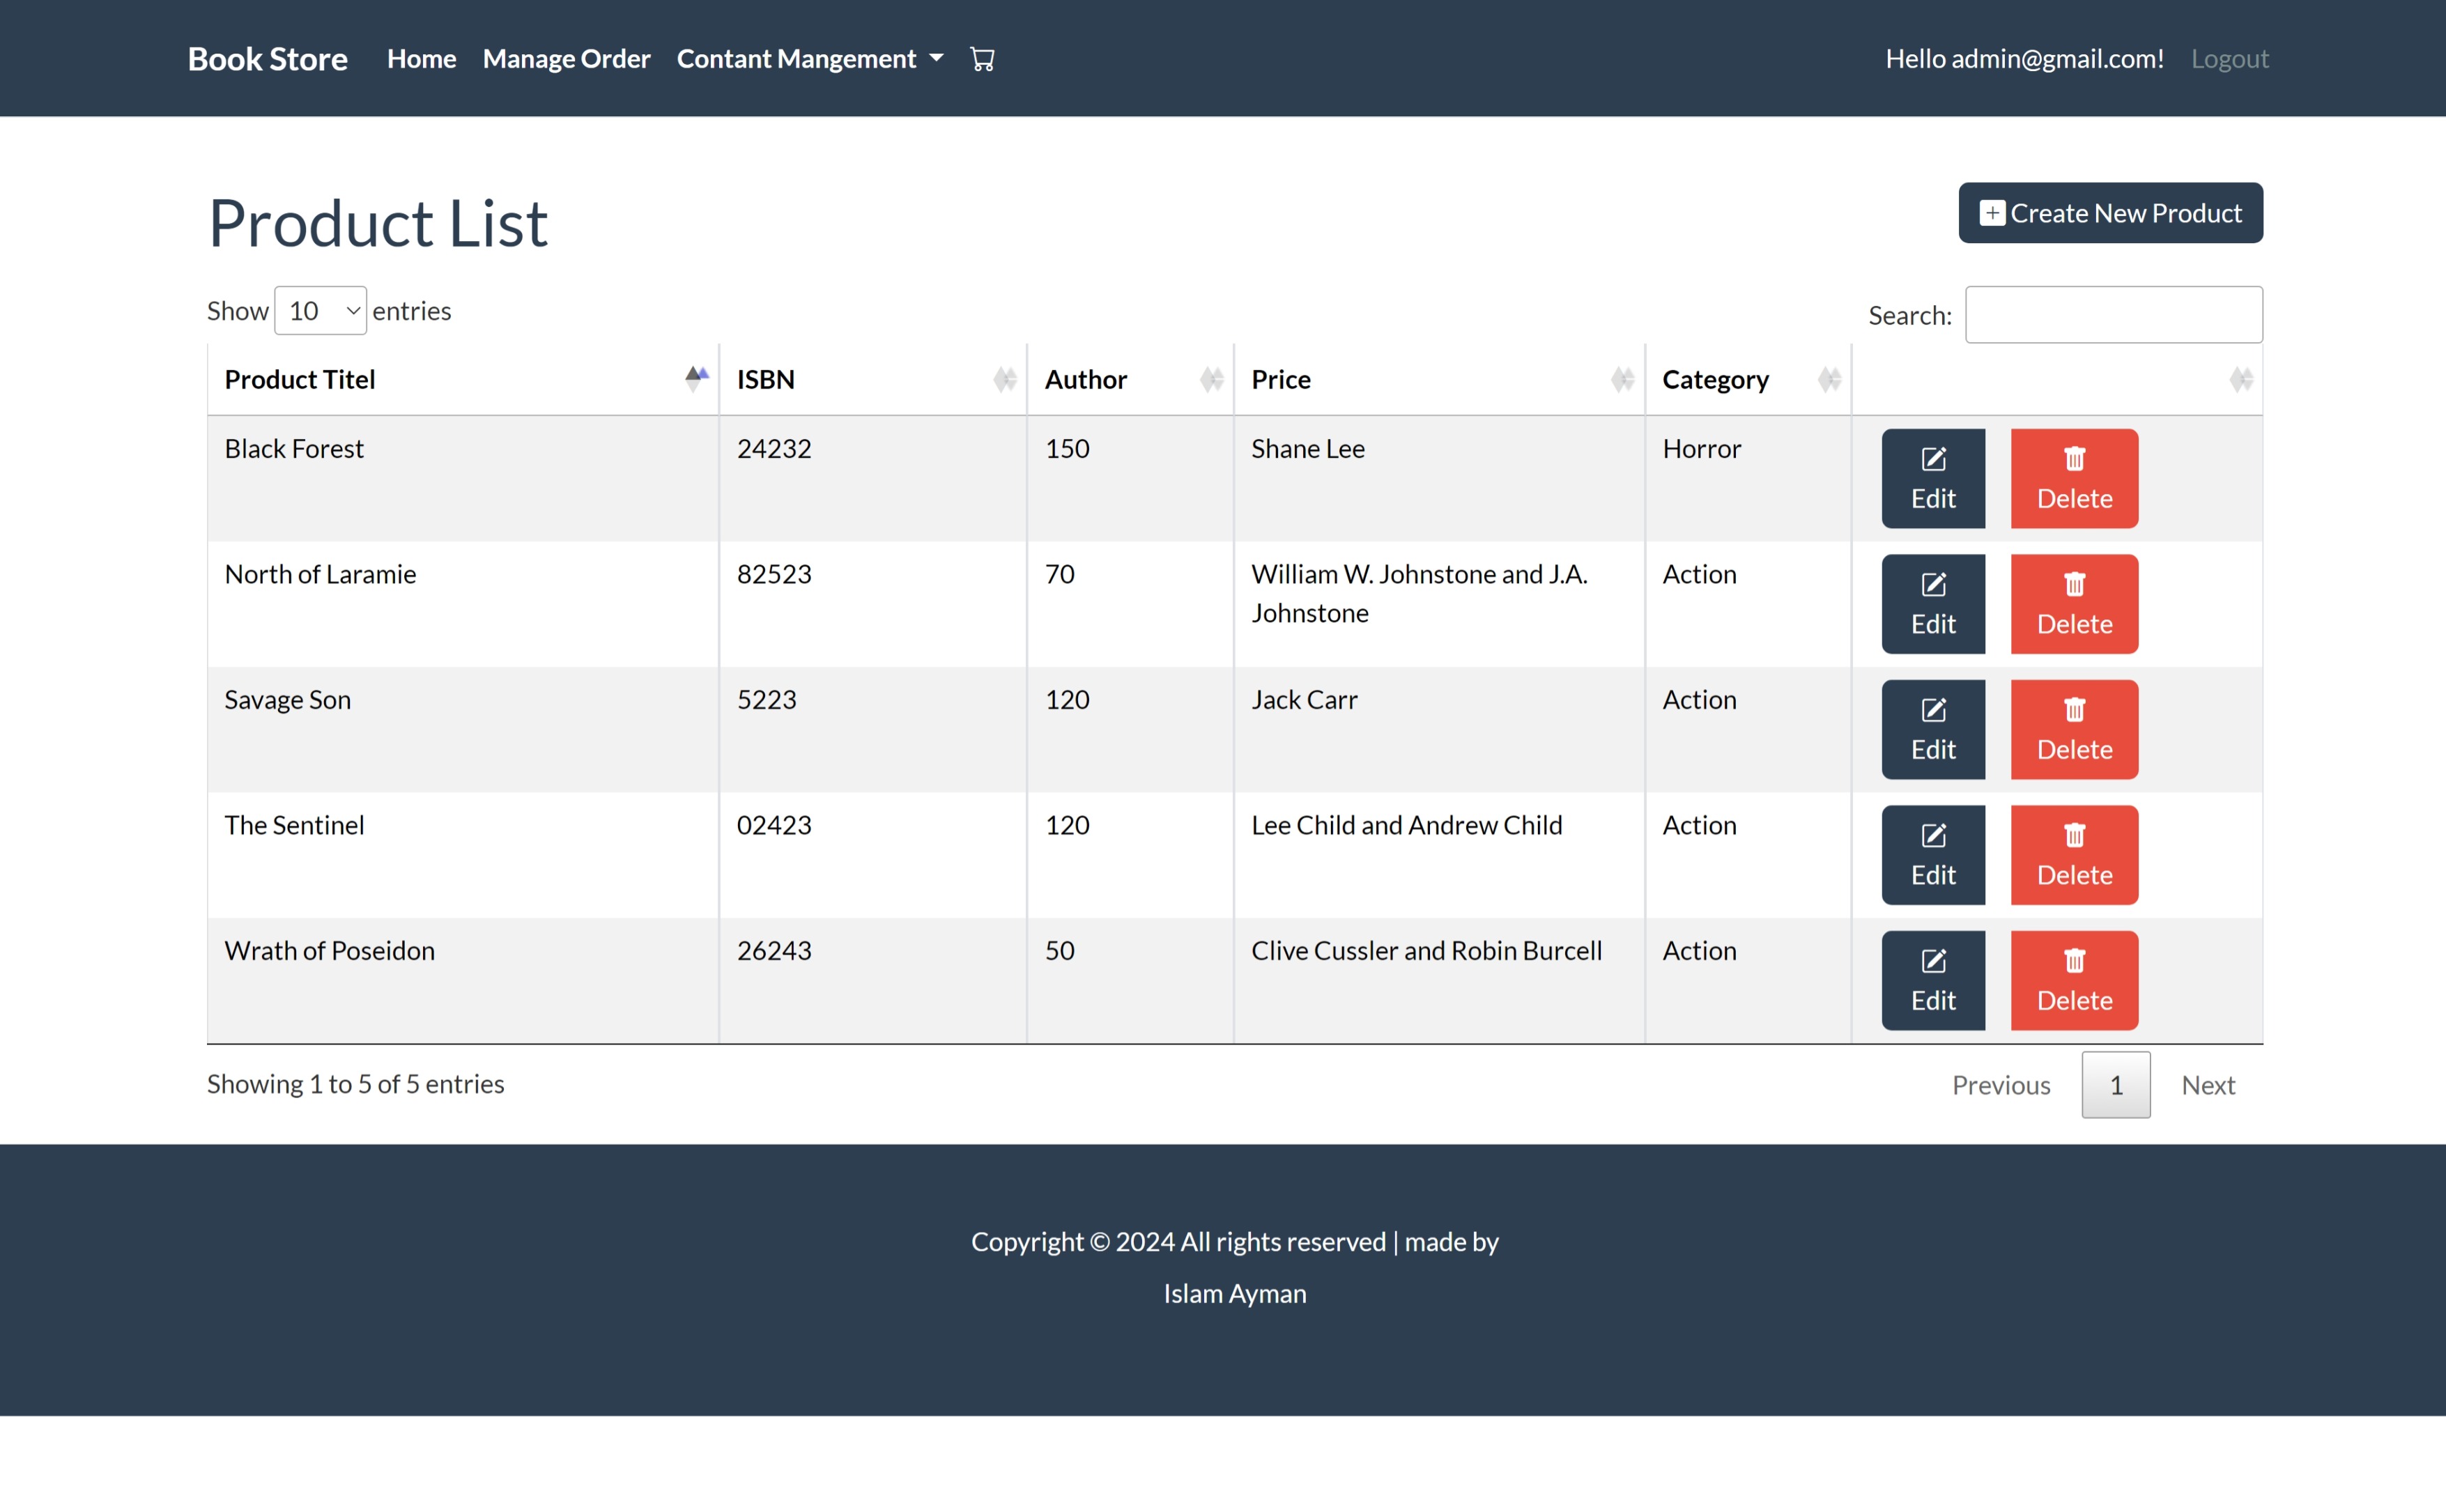 Book Store Home Manage Order Contant Mangement Hello admin@gmail.com! Logout
Product List
Create New Product
Show 10 entries
Search:
Product Titel ISBN Author Price Category
Black Forest 24232 150 Shane Lee Horror Edit Delete
North of Laramie 82523 70 William W. Johnstone and J.A. Johnstone Action Edit Delete
Savage Son 5223 120 Jack Carr Action Edit Delete
The Sentinel 02423 120 Lee Child and Andrew Child Action Edit Delete
Wrath of Poseidon 26243 50 Clive Cussler and Robin Burcell Action Edit Delete
Showing 1 to 5 of 5 entries
Previous 1 Next
Copyright © 2024 All rights reserved | made by
Islam Ayman